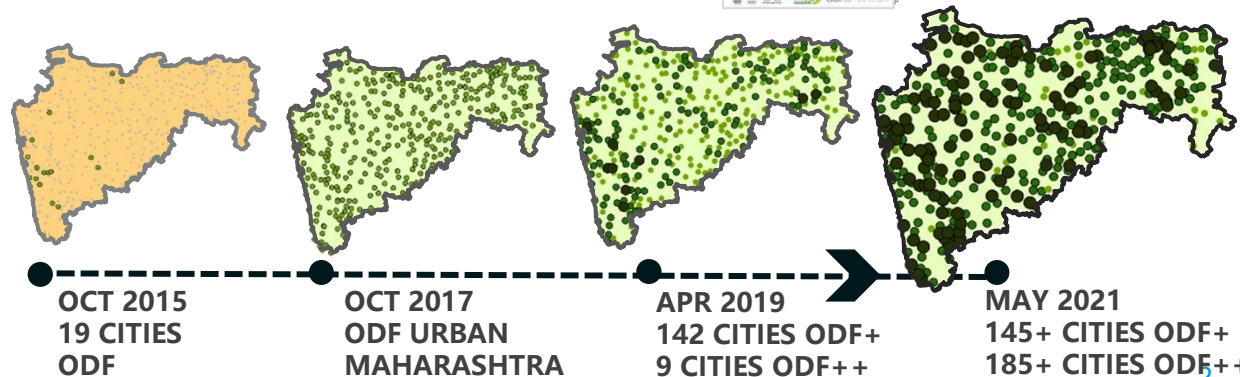 OCT 2015
19 CITIES
ODF
OCT 2017
ODF URBAN
MAHARASHTRA
APR 2019
142 CITIES ODF+
9 CITIES ODF++
MAY 2021
145+ CITIES ODF+
185+ CITIES ODF++
2